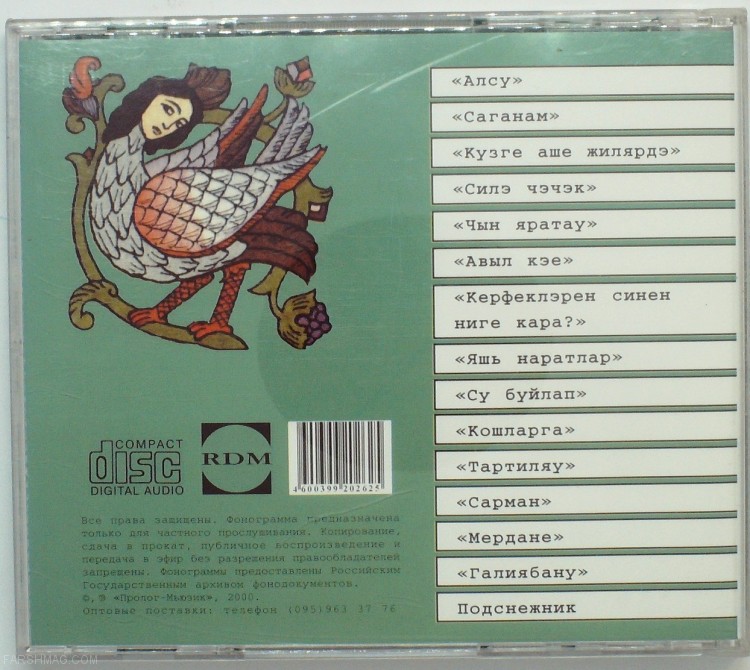 «Алсу»
«Саганам»
«Кузге аше жилярдэ»
«Силэ чэчэк»
«Чын яратау»
«Авыл кэе»
«Керфеклэрен синен
ниге кара?»
«Яшь наратлар»
«Су буйлап»
«Кошларга»
«Тартиляу»
«Сарман»
«Мердане»
«Галиябану»
Подснежник
COMPACT
disc
DIGITAL AUDIO
RDM
4600399202625
Все права защищены. Фонограмма предназначена
только для частного прослушивания. Копирование,
сдача в прокат, публичное воспроизведение и
передача в эфир без разрешения правообладателей
запрещены. Фонограммы предоставлены Российским
Государственным архивом фонодокументов.
©, ℗ «Пролог-Мьюзик», 2000.
Оптовые поставки: телефон (095)963 37 76
FARSHMAG.COM